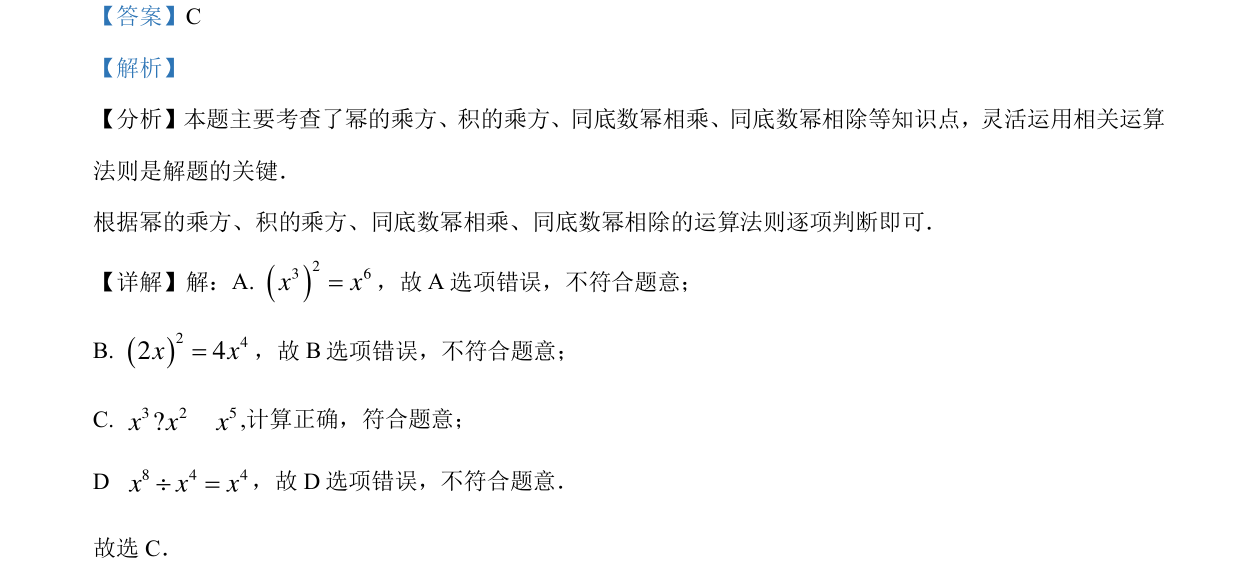 【答案】C
【解析】
【分析】本题主要考查了幂的乘方、积的乘方、同底数幂相乘、同底数幂相除等知识点，灵活运用相关运算
法则是解题的关键．
根据幂的乘方、积的乘方、同底数幂相乘、同底数幂相除的运算法则逐项判断即可．
【详解】解：A. (x³)² = x⁶，故 A 选项错误，不符合题意；
B. (2x)² = 4x⁴，故 B 选项错误，不符合题意；
C. x³?x² x⁵,计算正确，符合题意；
D x⁸ ÷ x⁴ = x⁴，故 D 选项错误，不符合题意．
故选 C．